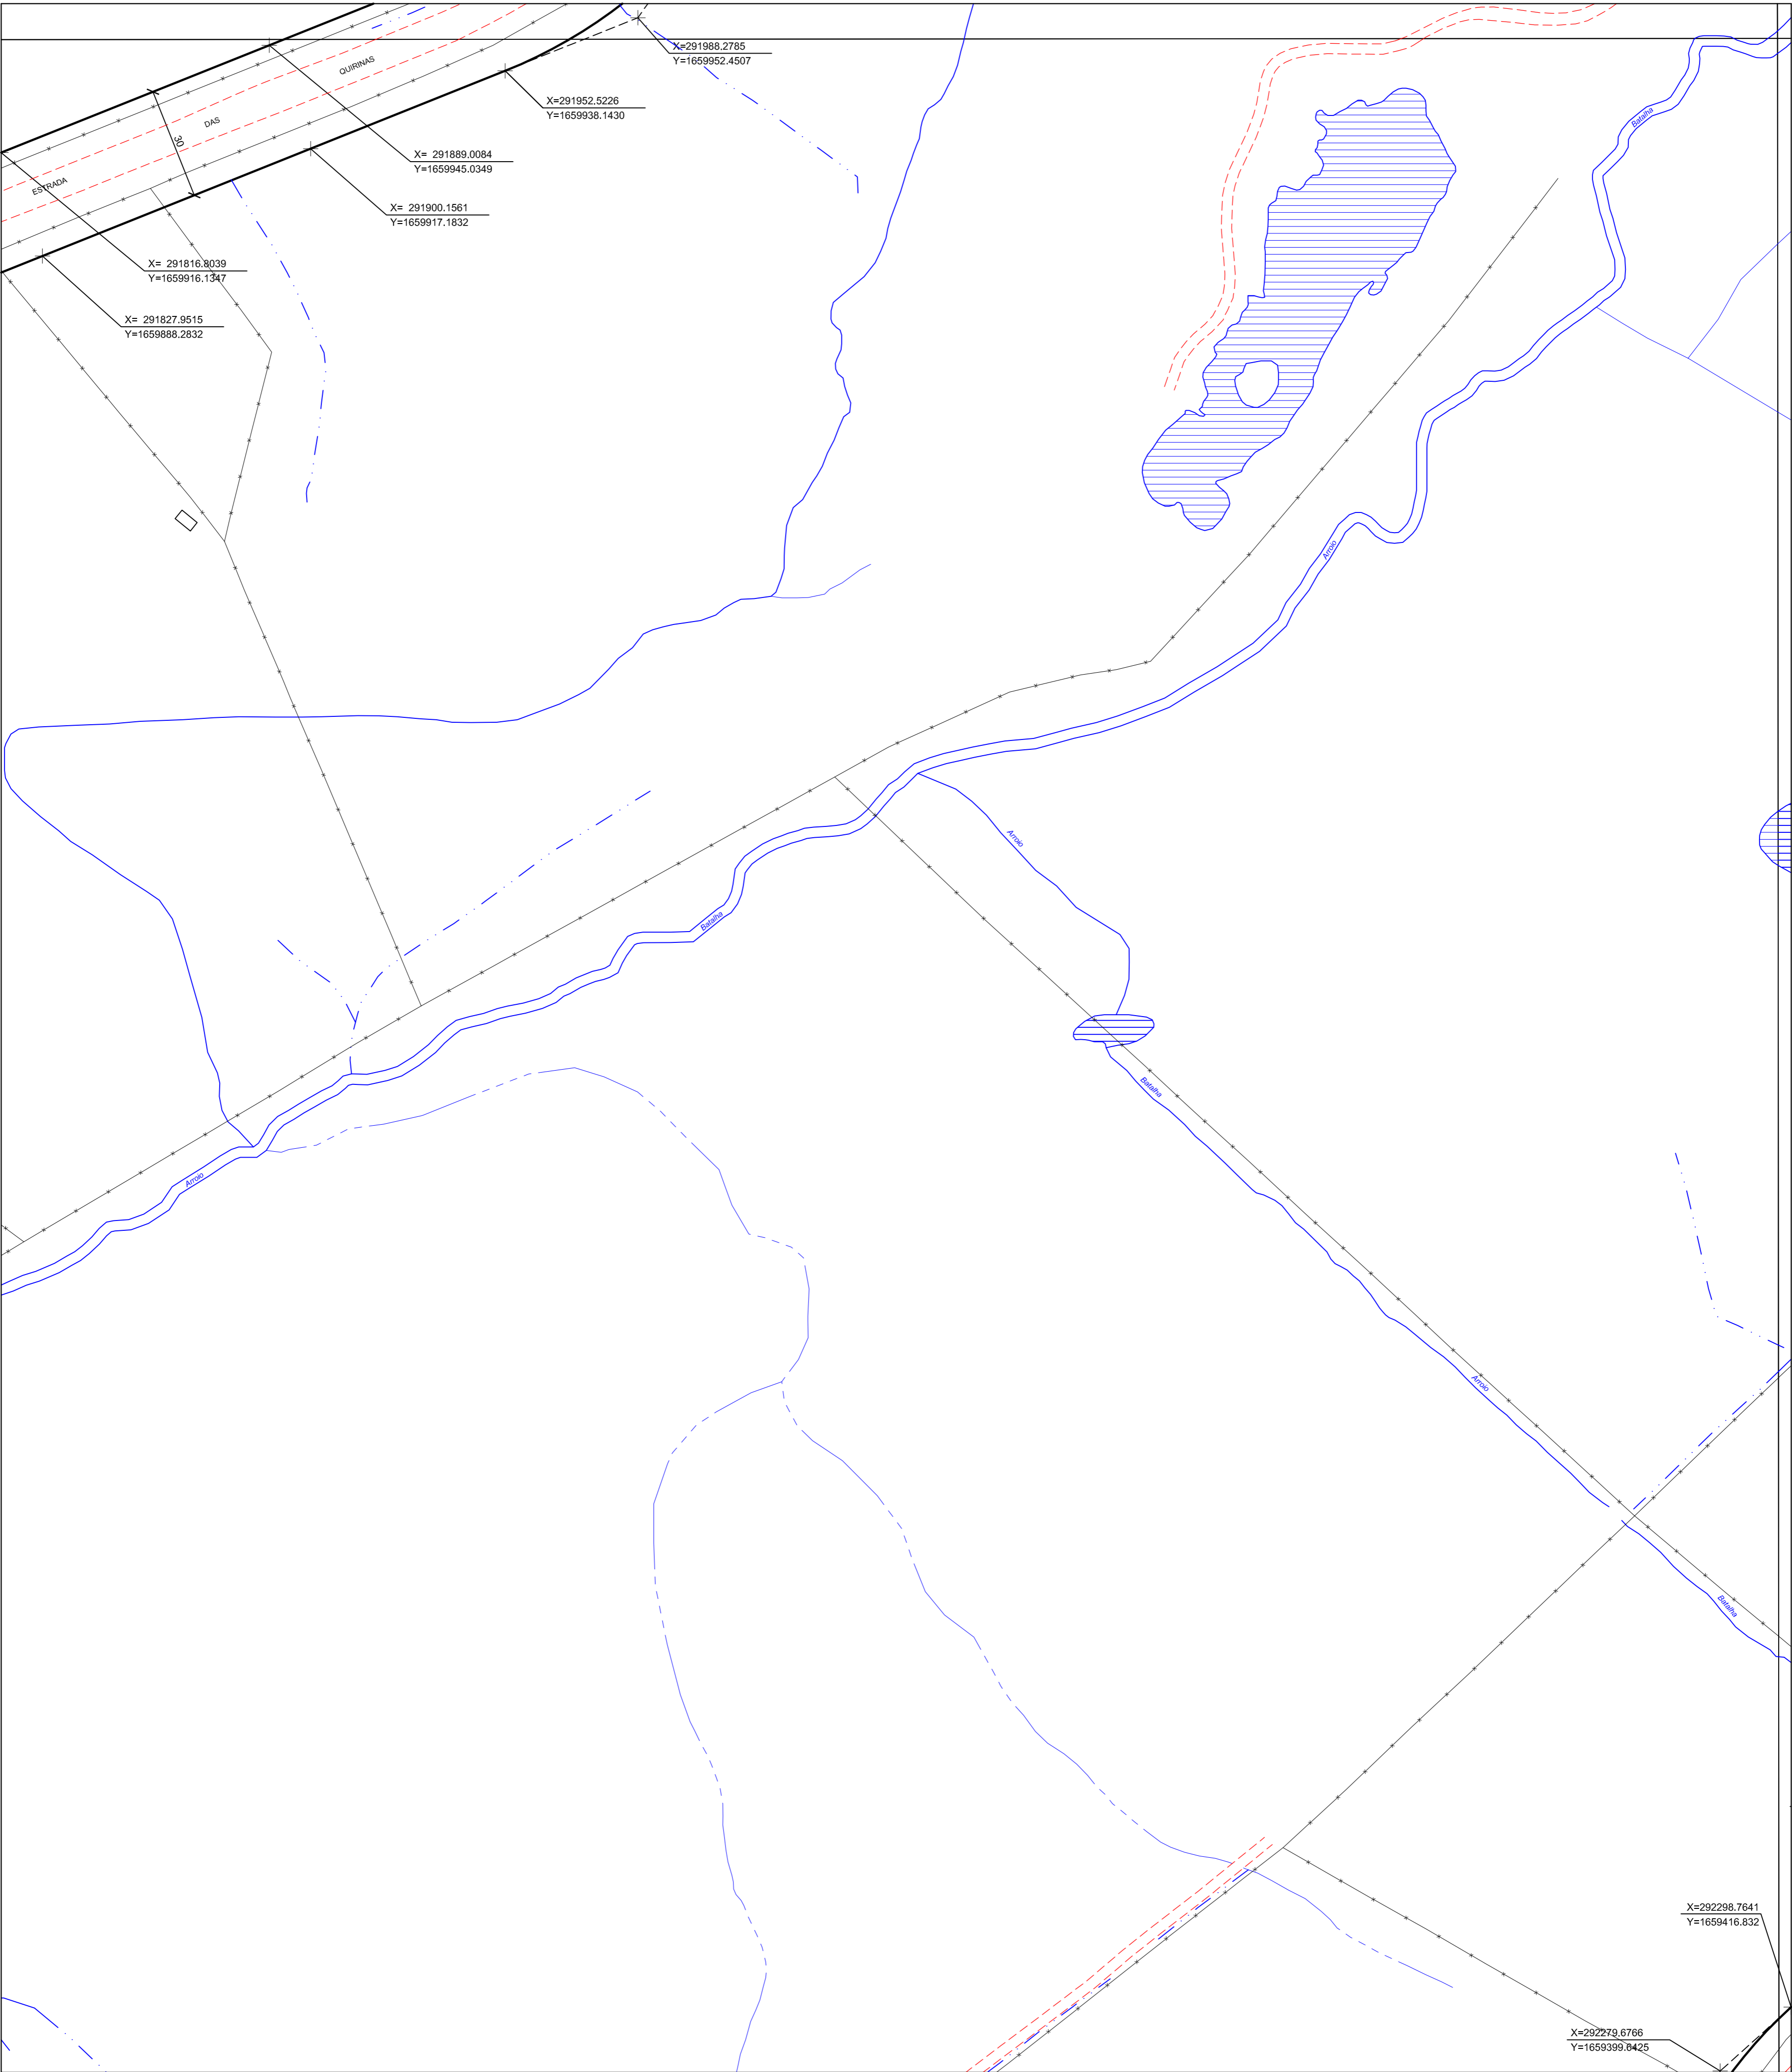 X=291988.2785
Y=1659952.4507
QUIRINAS
X=291952.5226
Y=1659938.1430
DAS
30
X= 291889.0084
Y=1659945.0349
ESTRADA
X= 291900.1561
Y=1659917.1832
X= 291816.8039
Y=1659916.1347
X= 291827.9515
Y=1659888.2832
Batalha
Arroio
Arroio
Batalha
Batalha
Arroio
Arroio
Batalha
X=292298.7641
Y=1659416.832
X=292279.6766
Y=1659399.6425